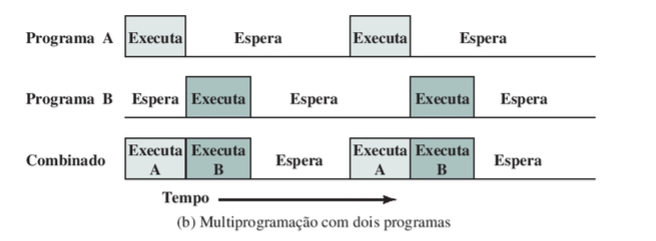 Programa A Executa Espera Executa Espera
Programa B Espera Executa Espera Executa Espera
Combinado Executa A Executa B Espera Executa A Executa B Espera
Tempo
(b) Multiprogramação com dois programas